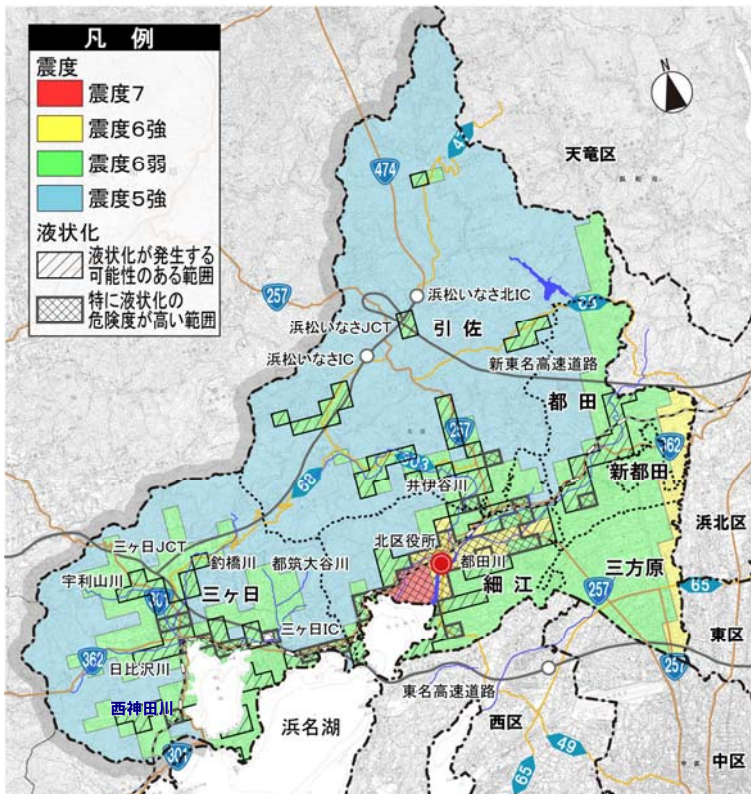 凡 例
震度
震度7
震度6強
震度6弱
震度5強
液状化
液状化が発生する
可能性のある範囲
特に液状化の
危険度が高い範囲
N
天竜区
47
474
257
浜松いなさ北IC
浜松いなさJCT
引 佐
浜松いなさIC
新東名高速道路
都 田
257
362
新都田
68
井伊谷川
浜北区
三ヶ日JCT
釣橋川
都筑大谷川
北区役所
都田川
三方原
宇利山川
301
三ヶ日
細 江
257
65
東区
三ヶ日IC
362
日比沢川
東名高速道路
257
西神田川
浜名湖
西区
301
49
65
中区